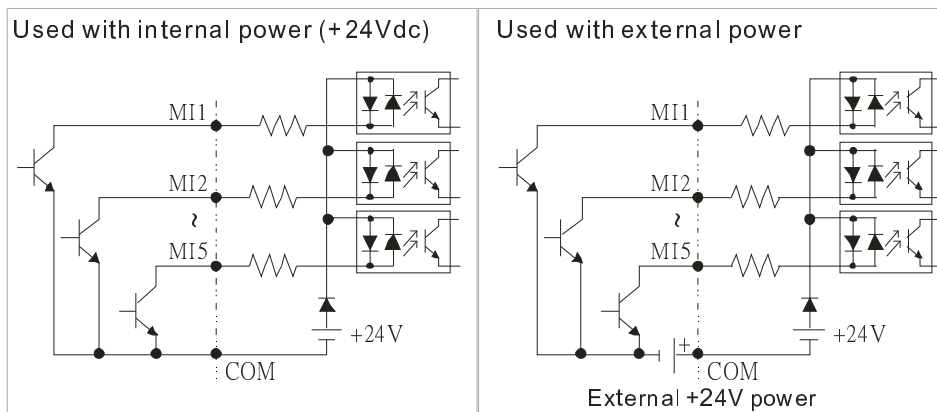 Used with internal power (+24Vdc)
MI1
MI2
~
MI5
+24V
COM
Used with external power
MI1
MI2
~
MI5
+24V
+
COM
External +24V power